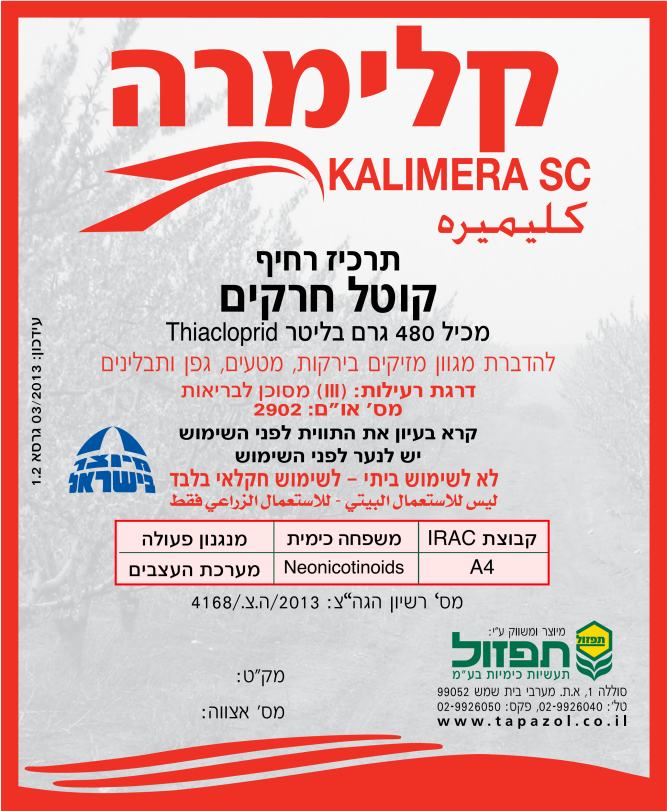 קלימרה
KALIMERA SC
كليميره
תרכיז רחיף
קוטל חרקים
מכיל 480 גרם בליטר Thiacloprid
להדברת מגוון מזיקים בירקות, מטעים, גפן ותבלינים
דרגת רעילות: (III) מסוכן לבריאות
מס׳ או״ם: 2902
קרא בעיון את התווית לפני השימוש
יש לנער לפני השימוש
לא לשימוש ביתי - לשימוש חקלאי בלבד
ليس للاستعمال البيتي - للاستعمال الزراعي فقط
עידכון: 03/2013 גרסא 1.2
מיוצר בישראל
קבוצת IRAC משפחה כימית מנגנון פעולה
A4 Neonicotinoids מערכת העצבים
מס׳ רשיון הגה"צ: 2013/ה.צ./4168
מיוצר ומשווק ע״י:
תפזול
תפזול
תעשיות כימיות בע״מ
סוללה 1, א.ת. מערבי בית שמש 99052
טל׳: 02-9926040, פקס: 02-9926050
www.tapazol.co.il
מק״ט:
מס׳ אצווה: